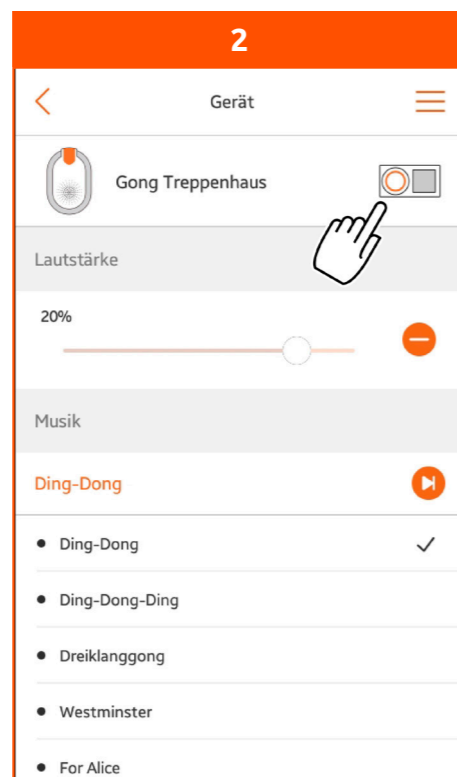 2
Gerät
Gong Treppenhaus
Lautstärke
20%
Musik
Ding-Dong
Ding-Dong
Ding-Dong-Ding
Dreiklanggong
Westminster
For Alice